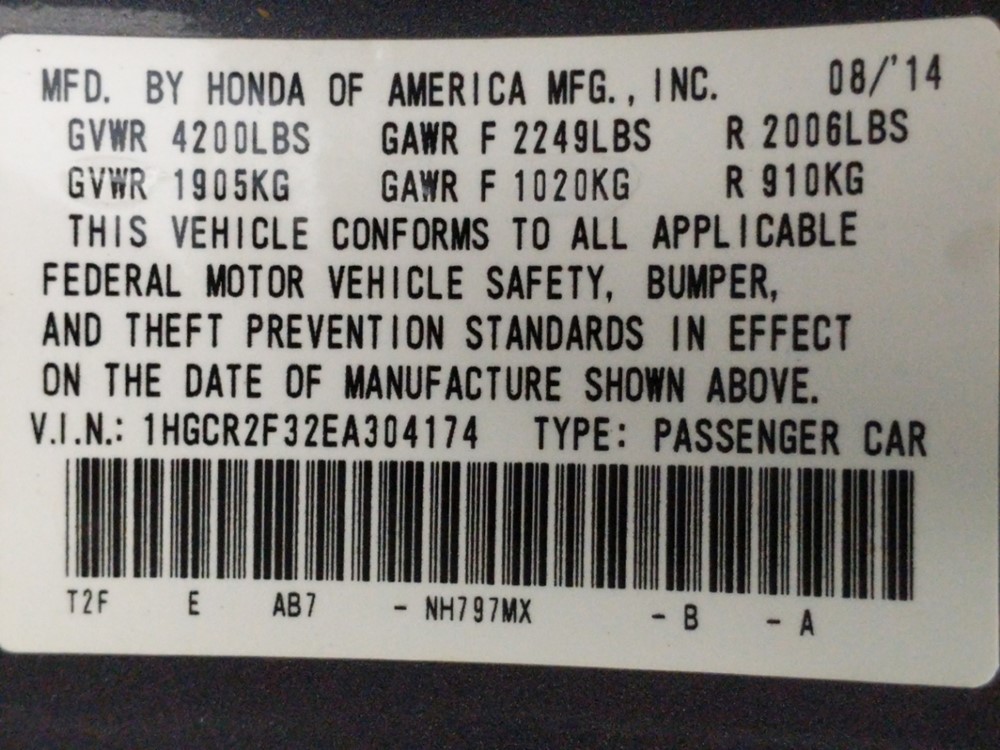 MFD. BY HONDA OF AMERICA MFG., INC. 08/'14
GVWR 4200LBS GAWR F 2249LBS R 2006LBS
GVWR 1905KG GAWR F 1020KG R 910KG
THIS VEHICLE CONFORMS TO ALL APPLICABLE
FEDERAL MOTOR VEHICLE SAFETY, BUMPER,
AND THEFT PREVENTION STANDARDS IN EFFECT
ON THE DATE OF MANUFACTURE SHOWN ABOVE.
V.I.N.: 1HGCR2F32EA304174 TYPE: PASSENGER CAR
T2F E AB7 - NH797MX - B - A